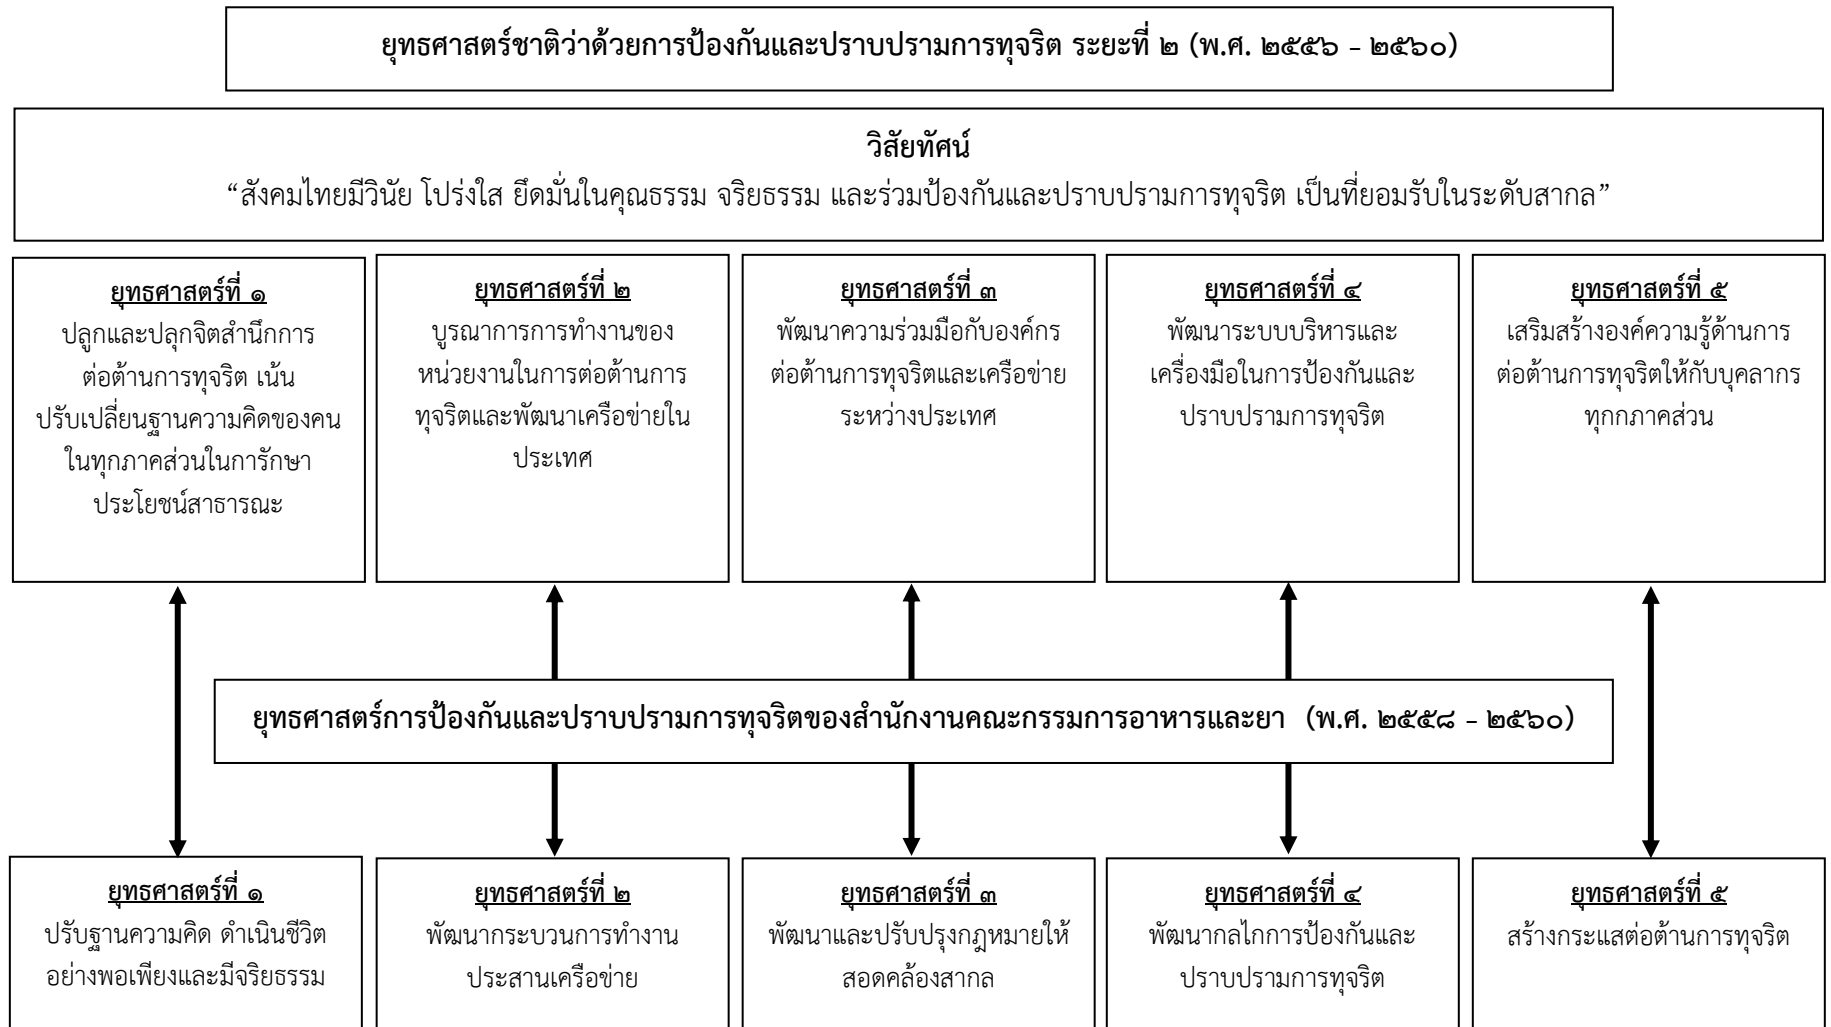 ยุทธศาสตร์ชาติว่าด้วยการป้องกันและปราบปรามการทุจริต ระยะที่ ๒ (พ.ศ. ๒๕๕๖ - ๒๕๖๐)
วิสัยทัศน์
“สังคมไทยมีวินัย โปร่งใส ยึดมั่นในคุณธรรม จริยธรรม และร่วมป้องกันและปราบปรามการทุจริต เป็นที่ยอมรับในระดับสากล”
ยุทธศาสตร์ที่ ๑
ปลูกและปลุกจิตสำนึกการ
ต่อต้านการทุจริต เน้น
ปรับเปลี่ยนฐานความคิดของคน
ในทุกภาคส่วนในการักษา
ประโยชน์สาธารณะ
ยุทธศาสตร์ที่ ๒
บูรณาการการทำงานของ
หน่วยงานในการต่อต้านการ
ทุจริตและพัฒนาเครือข่ายใน
ประเทศ
ยุทธศาสตร์ที่ ๓
พัฒนาความร่วมมือกับองค์กร
ต่อต้านการทุจริตและเครือข่าย
ระหว่างประเทศ
ยุทธศาสตร์ที่ ๔
พัฒนาระบบบริหารและ
เครื่องมือในการป้องกันและ
ปราบปรามการทุจริต
ยุทธศาสตร์ที่ ๕
เสริมสร้างองค์ความรู้ด้านการ
ต่อต้านการทุจริตให้กับบุคลากร
ทุกกภาคส่วน
ยุทธศาสตร์การป้องกันและปราบปรามการทุจริตของสำนักงานคณะกรรมการอาหารและยา (พ.ศ. ๒๕๕๘ - ๒๕๖๐)
ยุทธศาสตร์ที่ ๑
ปรับฐานความคิด ดำเนินชีวิต
อย่างพอเพียงและมีจริยธรรม
ยุทธศาสตร์ที่ ๒
พัฒนากระบวนการทำงาน
ประสานเครือข่าย
ยุทธศาสตร์ที่ ๓
พัฒนาและปรับปรุงกฎหมายให้
สอดคล้องสากล
ยุทธศาสตร์ที่ ๔
พัฒนากลไกการป้องกันและ
ปราบปรามการทุจริต
ยุทธศาสตร์ที่ ๕
สร้างกระแสต่อต้านการทุจริต